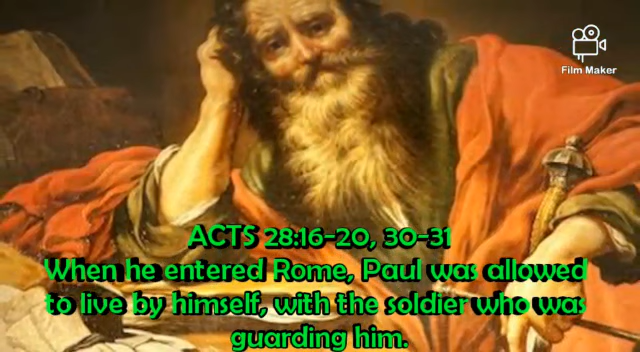 Film Maker
ACTS 28:16-20, 30-31
When he entered Rome, Paul was allowed
to live by himself, with the soldier who was
guarding him.